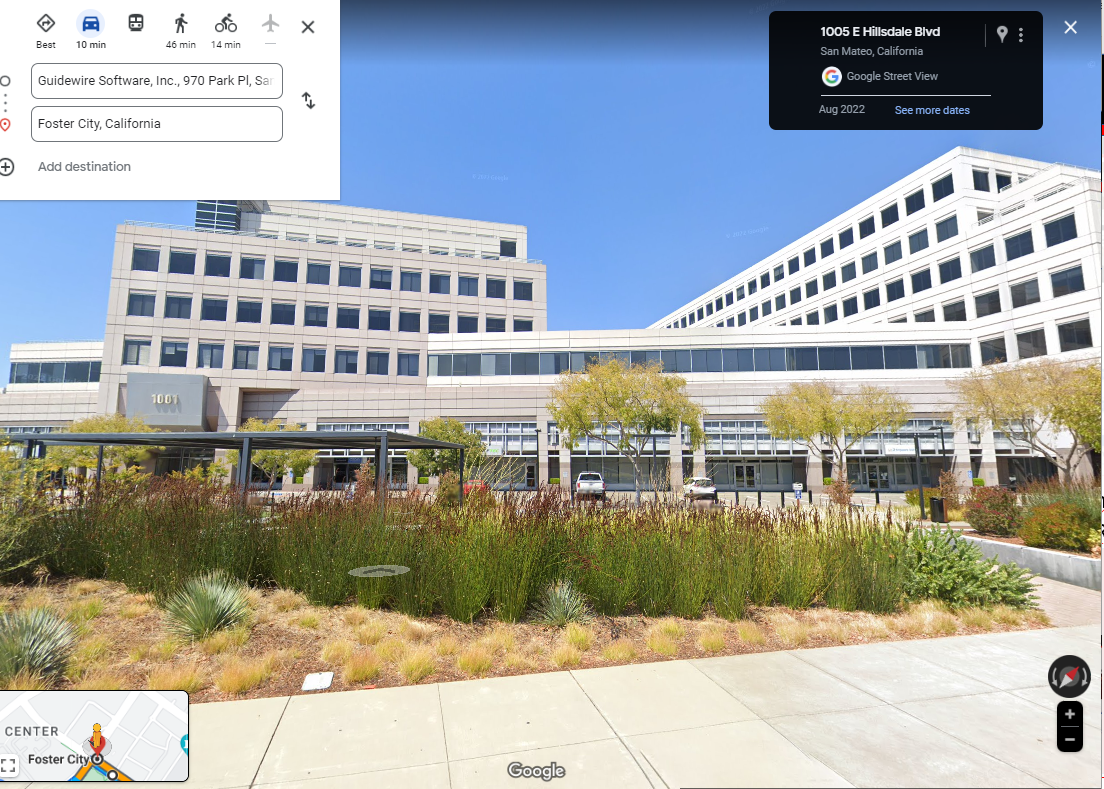 Best
10 min
46 min
14 min
—
Guidewire Software, Inc., 970 Park Pl, Sar
Foster City, California
Add destination
1005 E Hillsdale Blvd
San Mateo, California
Google Street View
Aug 2022
See more dates
1001
CENTER
Foster City
Google